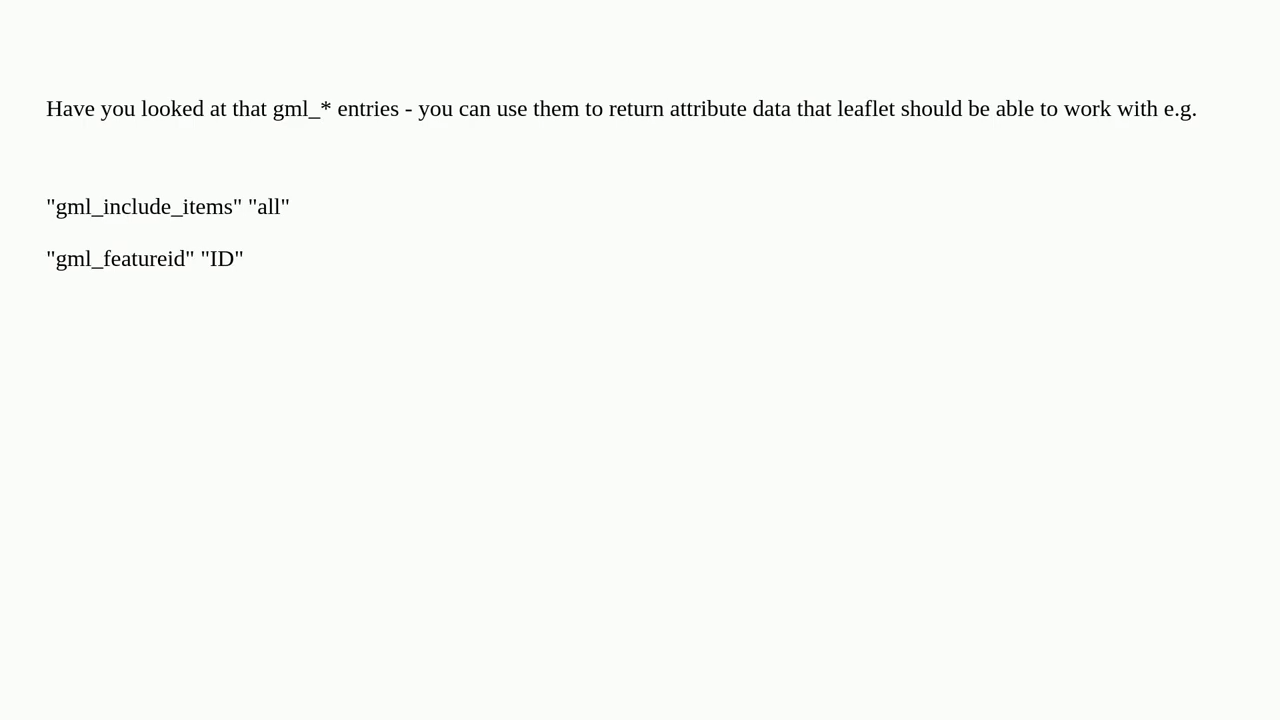 Have you looked at that gml_* entries - you can use them to return attribute data that leaflet should be able to work with e.g.
"gml_include_items" "all"
"gml_featureid" "ID"